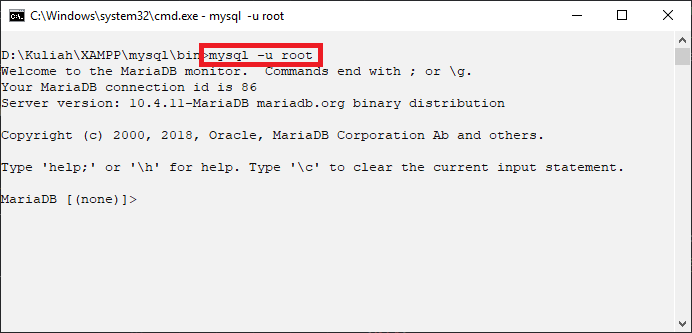 C:\Windows\system32\cmd.exe - mysql -u root
D:\Kuliah\XAMPP\mysql\bin>mysql -u root
Welcome to the MariaDB monitor.  Commands end with ; or \g.
Your MariaDB connection id is 86
Server version: 10.4.11-MariaDB mariadb.org binary distribution
Copyright (c) 2000, 2018, Oracle, MariaDB Corporation Ab and others.
Type 'help;' or '\h' for help. Type '\c' to clear the current input statement.
MariaDB [(none)]>